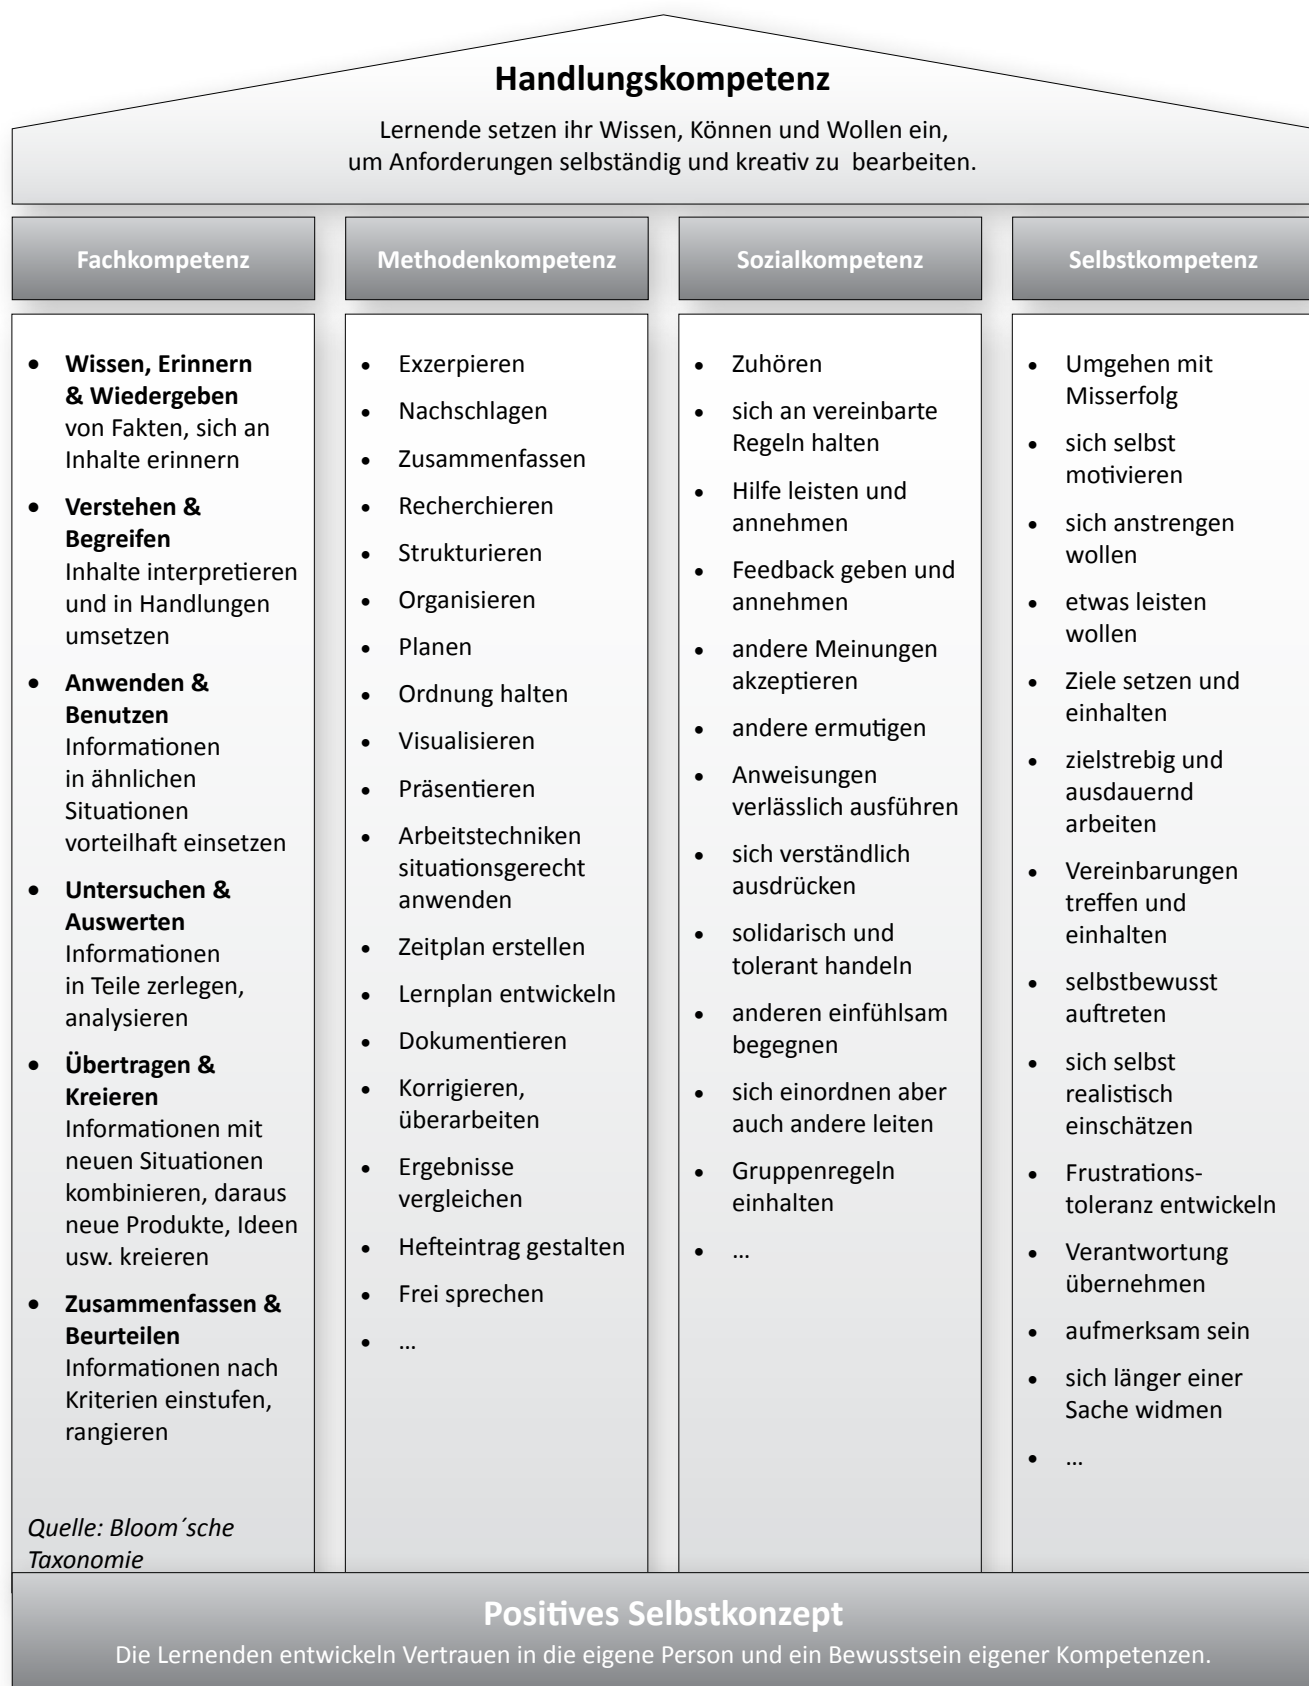 Handlungskompetenz
Lernende setzen ihr Wissen, Können und Wollen ein,
um Anforderungen selbständig und kreativ zu bearbeiten.
Fachkompetenz
• Wissen, Erinnern
& Wiedergeben
von Fakten, sich an
Inhalte erinnern
• Verstehen &
Begreifen
Inhalte interpretieren
und in Handlungen
umsetzen
• Anwenden &
Benutzen
Informationen
in ähnlichen
Situationen
vorteilhaft einsetzen
• Untersuchen &
Auswerten
Informationen
in Teile zerlegen,
analysieren
• Übertragen &
Kreieren
Informationen mit
neuen Situationen
kombinieren, daraus
neue Produkte, Ideen
usw. kreieren
• Zusammenfassen &
Beurteilen
Informationen nach
Kriterien einstufen,
rangieren
Quelle: Bloom´sche
Taxonomie
Methodenkompetenz
• Exzerpieren
• Nachschlagen
• Zusammenfassen
• Recherchieren
• Strukturieren
• Organisieren
• Planen
• Ordnung halten
• Visualisieren
• Präsentieren
• Arbeitstechniken
situationsgerecht
anwenden
• Zeitplan erstellen
• Lernplan entwickeln
• Dokumentieren
• Korrigieren,
überarbeiten
• Ergebnisse
vergleichen
• Hefteintrag gestalten
• Frei sprechen
• ...
Sozialkompetenz
• Zuhören
• sich an vereinbarte
Regeln halten
• Hilfe leisten und
annehmen
• Feedback geben und
annehmen
• andere Meinungen
akzeptieren
• andere ermutigen
• Anweisungen
verlässlich ausführen
• sich verständlich
ausdrücken
• solidarisch und
tolerant handeln
• anderen einfühlsam
begegnen
• sich einordnen aber
auch andere leiten
• Gruppenregeln
einhalten
• ...
Selbstkompetenz
• Umgehen mit
Misserfolg
• sich selbst
motivieren
• sich anstrengen
wollen
• etwas leisten
wollen
• Ziele setzen und
einhalten
• zielstrebig und
ausdauernd
arbeiten
• Vereinbarungen
treffen und
einhalten
• selbstbewusst
auftreten
• sich selbst
realistisch
einschätzen
• Frustrations-
toleranz entwickeln
• Verantwortung
übernehmen
• aufmerksam sein
• sich länger einer
Sache widmen
• ...
Positives Selbstkonzept
Die Lernenden entwickeln Vertrauen in die eigene Person und ein Bewusstsein eigener Kompetenzen.